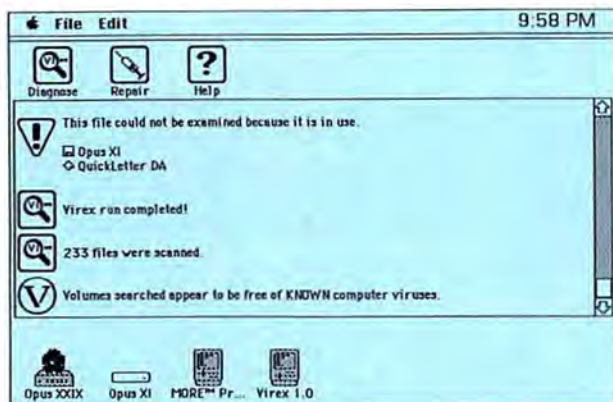 File Edit 9:58 PM
Diagnose Repair Help
This file could not be examined because it is in use.
Opus XI
QuickLetter DA
Virex run completed!
233 files were scanned.
Volumes searched appear to be free of KNOWN computer viruses.
V
Opus XXIX Opus XI MORE™ Pr... Virex 1.0